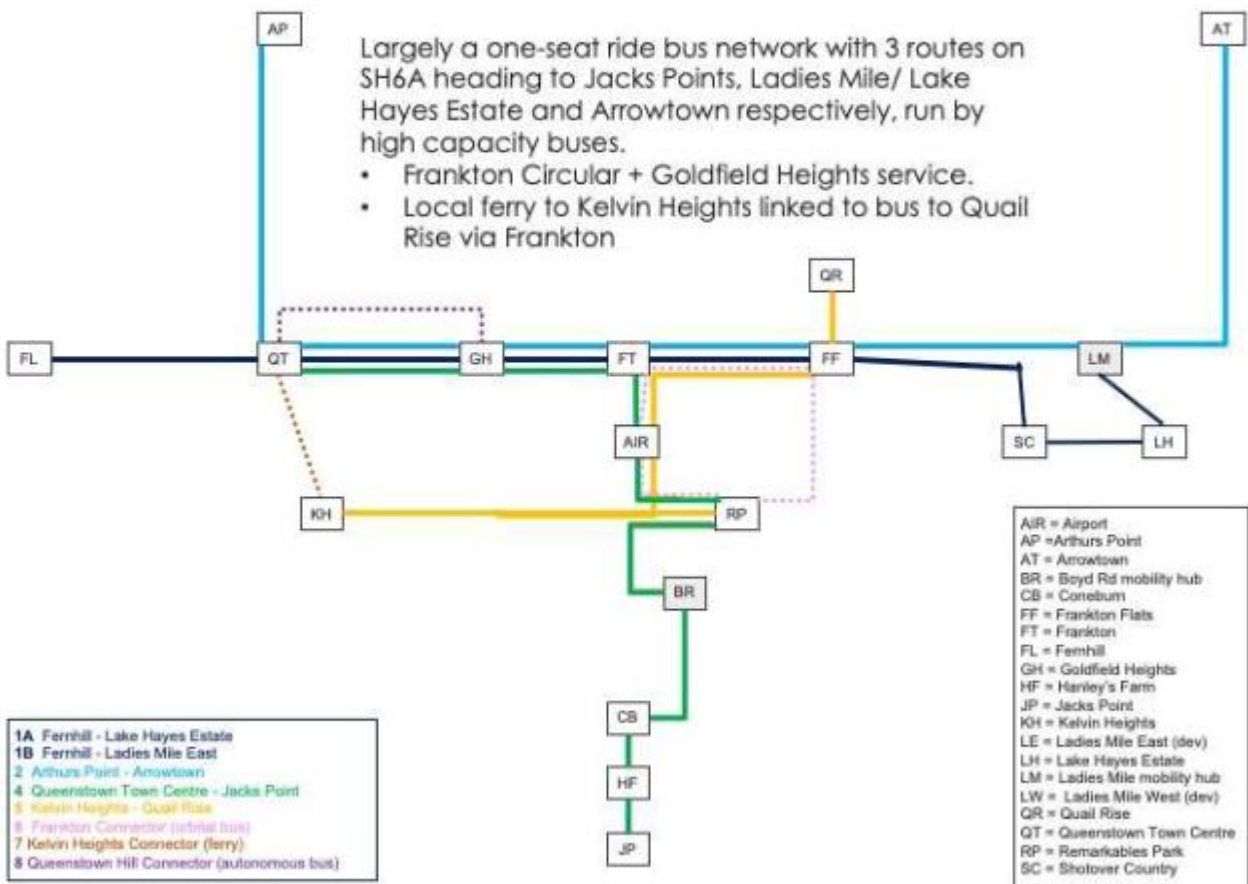 AP
AT
Largely a one-seat ride bus network with 3 routes on
SH6A heading to Jacks Points, Ladies Mile/ Lake
Hayes Estate and Arrowtown respectively, run by
high capacity buses.
• Frankton Circular + Goldfield Heights service.
• Local ferry to Kelvin Heights linked to bus to Quail
Rise via Frankton
QR
FL
QT
GH
FT
FF
LM
AIR
SC
LH
KH
RP
BR
CB
HF
JP
AIR = Airport
AP =Arthurs Point
AT = Arrowtown
BR = Boyd Rd mobility hub
CB = Coneburn
FF = Frankton Flats
FT = Frankton
FL = Fernhill
GH = Goldfield Heights
HF = Hanley's Farm
JP = Jacks Point
KH = Kelvin Heights
LE = Ladies Mile East (dev)
LH = Lake Hayes Estate
LM = Ladies Mile mobility hub
LW = Ladies Mile West (dev)
QR = Quail Rise
QT = Queenstown Town Centre
RP = Remarkables Park
SC = Shotover Country
1A Fernhill - Lake Hayes Estate
1B Fernhill - Ladies Mile East
2 Arthurs Point - Arrowtown
4 Queenstown Town Centre - Jacks Point
5 Kelvin Heights - Quail Rise
6 Frankton Connector (orbital bus)
7 Kelvin Heights Connector (ferry)
8 Queenstown Hill Connector (autonomous bus)